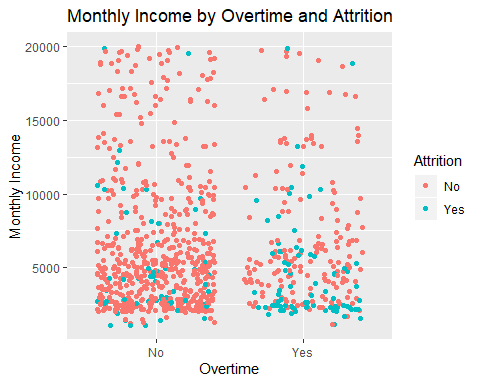 Monthly Income by Overtime and Attrition
20000
15000
10000
5000
Monthly Income
No
Yes
Overtime
Attrition
No
Yes